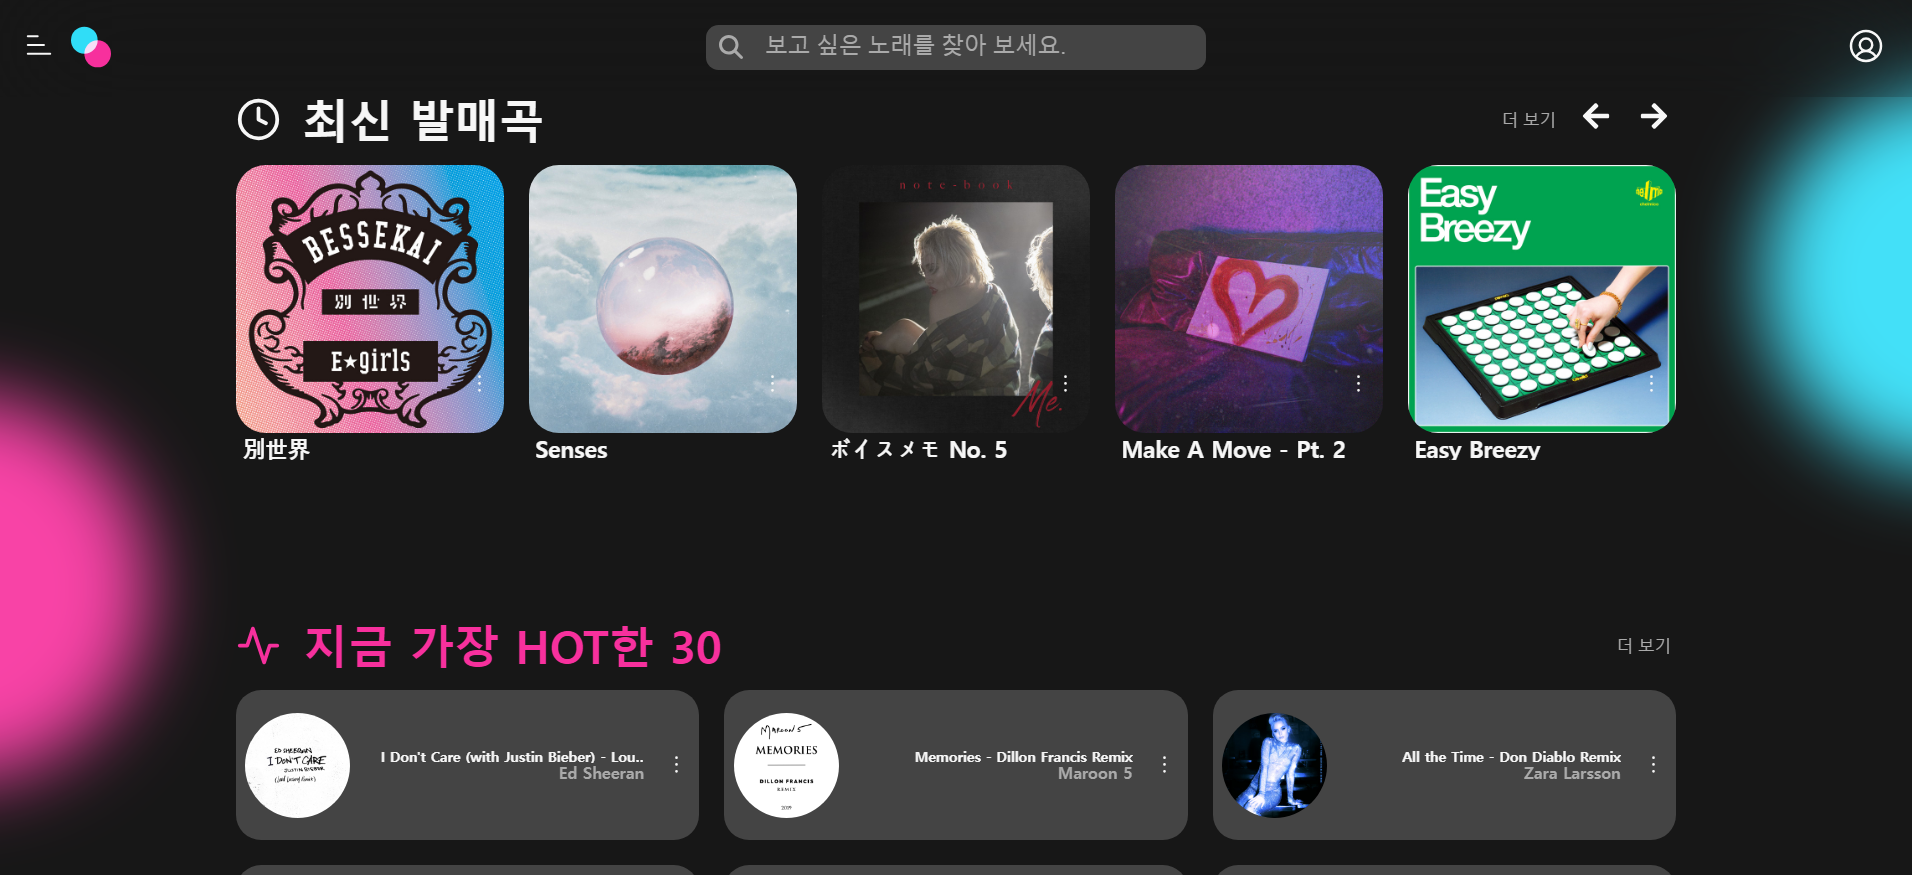 보고 싶은 노래를 찾아 보세요.
최신 발매곡
더 보기
BESSEKAI
別世界
E★girls
note-book
Me.
Easy
Breezy
別世界
Senses
ボイスメモ No. 5
Make A Move - Pt. 2
Easy Breezy
지금 가장 HOT한 30
더 보기
ED SHEERAN
I DON'T CARE
JUSTIN BIEBER
I Don't Care (with Justin Bieber) - Lou..
Ed Sheeran
MAROON 5
MEMORIES
DILLON FRANCIS
REMIX
2019
Memories - Dillon Francis Remix
Maroon 5
All the Time - Don Diablo Remix
Zara Larsson